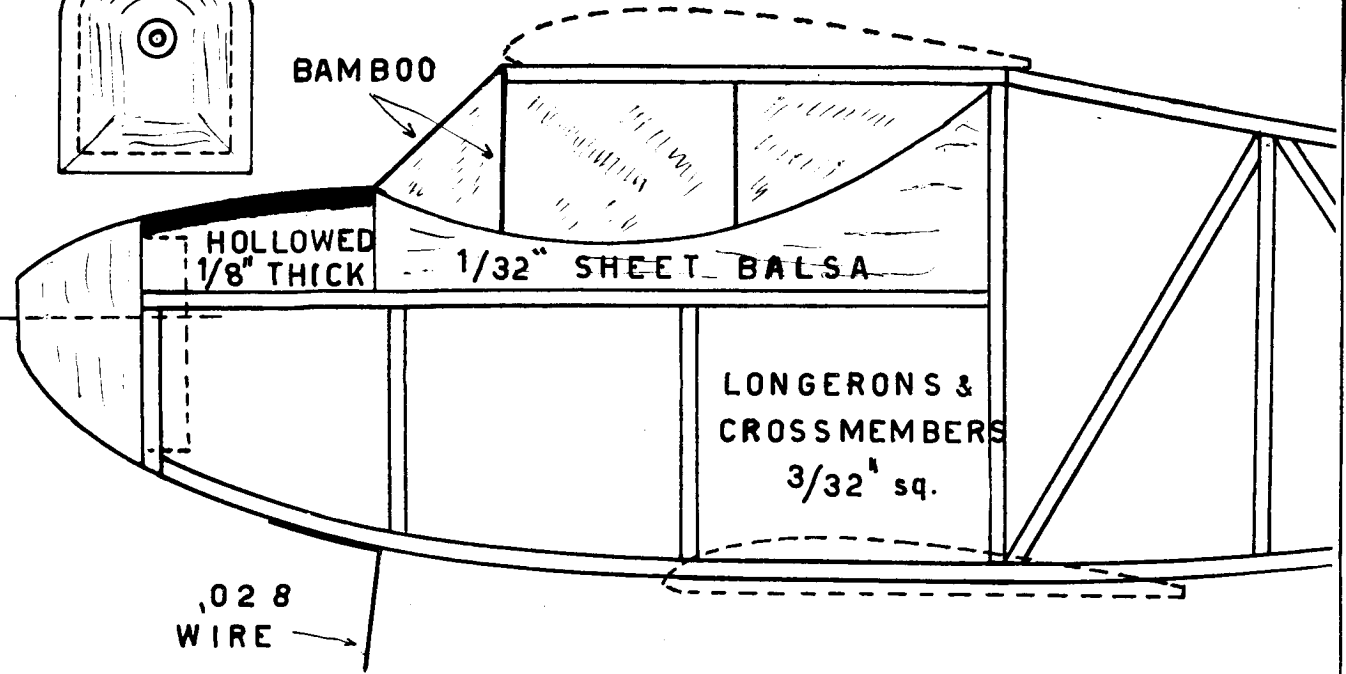 BAMBOO
HOLLOWED
1/8" THICK
1/32" SHEET BALSA
LONGERONS &
CROSSMEMBERS
3/32" sq.
,028
WIRE